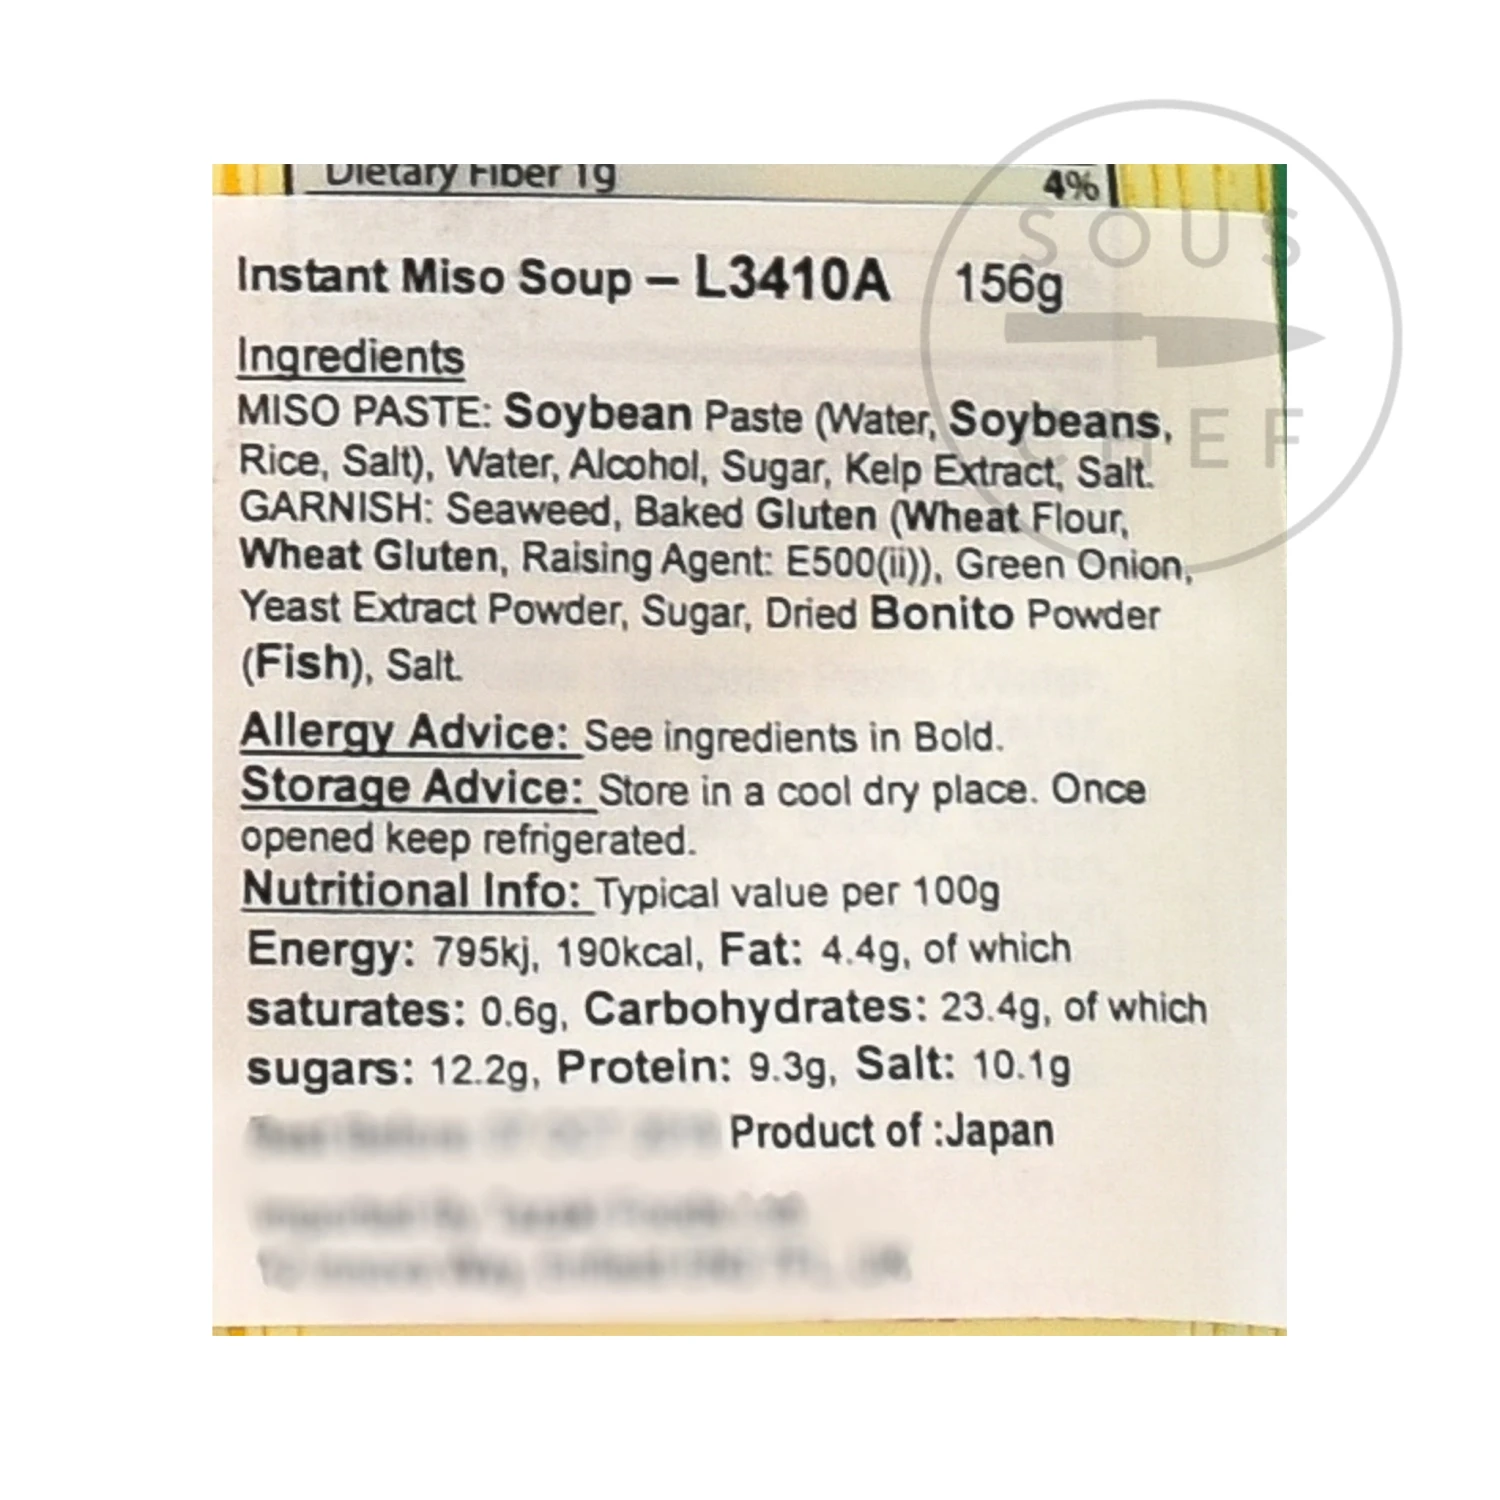 Dietary Fiber 1g 4%
SOUS
CHEF
Instant Miso Soup – L3410A 156g
Ingredients
MISO PASTE: Soybean Paste (Water, Soybeans,
Rice, Salt), Water, Alcohol, Sugar, Kelp Extract, Salt.
GARNISH: Seaweed, Baked Gluten (Wheat Flour,
Wheat Gluten, Raising Agent: E500(ii)), Green Onion,
Yeast Extract Powder, Sugar, Dried Bonito Powder
(Fish), Salt.
Allergy Advice: See ingredients in Bold.
Storage Advice: Store in a cool dry place. Once
opened keep refrigerated.
Nutritional Info: Typical value per 100g
Energy: 795kj, 190kcal, Fat: 4.4g, of which
saturates: 0.6g, Carbohydrates: 23.4g, of which
sugars: 12.2g, Protein: 9.3g, Salt: 10.1g
Product of :Japan